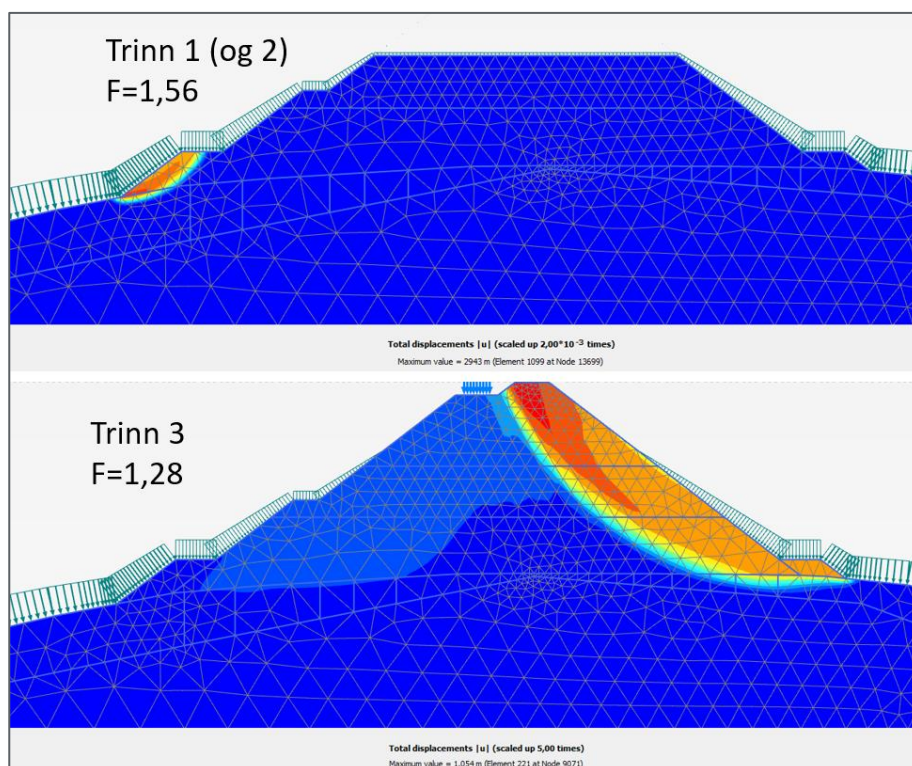 Trinn 1 (og 2)
F=1,56
Total displacements |u| (scaled up 2,00*10⁻³ times)
Maximum value = 2943 m (Element 1099 at Node 13699)
Trinn 3
F=1,28
Total displacements |u| (scaled up 5,00 times)
Maximum value = 1,054 m (Element 221 at Node 9071)